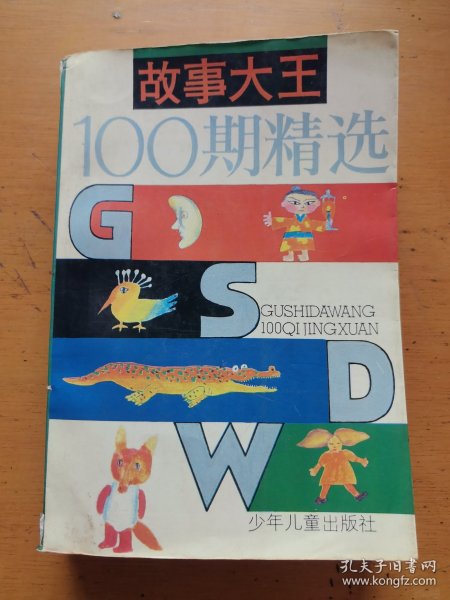 故事大王
100期精选
G
S
GUSHIDAWANG
100QI JINGXUAN
D
W
少年儿童出版社
孔夫子旧书网
www.kongfz.com